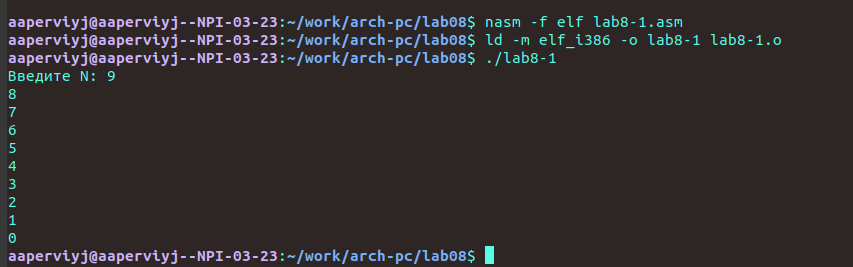 aaperviyj@aaperviyj--NPI-03-23:~/work/arch-pc/lab08$ nasm -f elf lab8-1.asm
aaperviyj@aaperviyj--NPI-03-23:~/work/arch-pc/lab08$ ld -m elf_i386 -o lab8-1 lab8-1.o
aaperviyj@aaperviyj--NPI-03-23:~/work/arch-pc/lab08$ ./lab8-1
Введите N: 9
8
7
6
5
4
3
2
1
0
aaperviyj@aaperviyj--NPI-03-23:~/work/arch-pc/lab08$